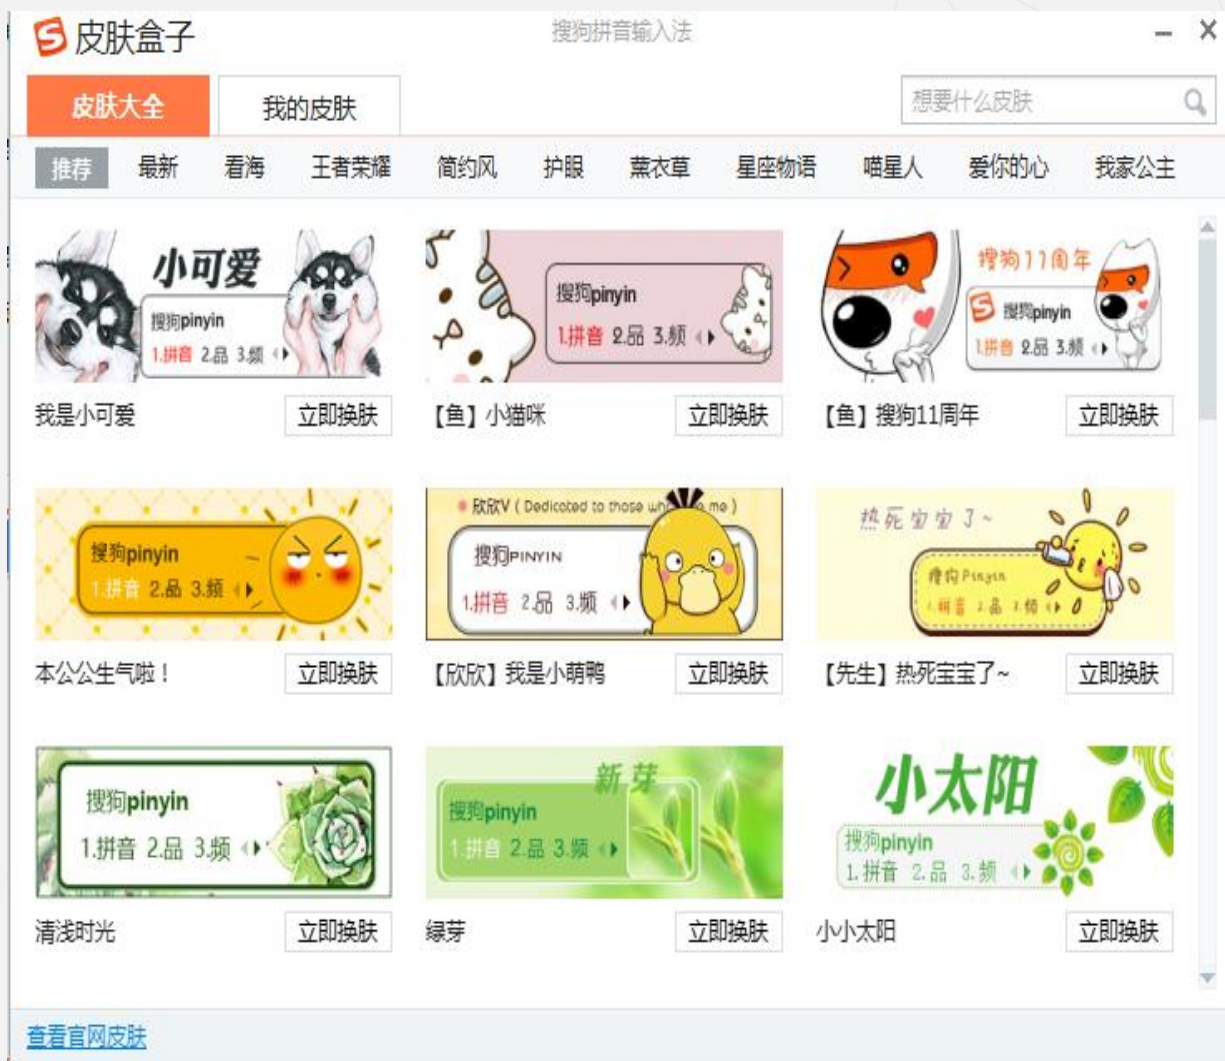 皮肤盒子
搜狗拼音输入法
皮肤大全 我的皮肤
想要什么皮肤
推荐 最新 看海 王者荣耀 简约风 护眼 薰衣草 星座物语 喵星人 爱你的心 我家公主
小可爱
搜狗pinyin
1.拼音 2.品 3.频
搜狗pinyin
1.拼音 2.品 3.频
搜狗11周年
搜狗pinyin
1.拼音 2.品 3.频
我是小可爱 立即换肤
【鱼】小猫咪 立即换肤
【鱼】搜狗11周年 立即换肤
搜狗pinyin
1.拼音 2.品 3.频
欣欣V ( Dedicated to those me )
搜狗PINYIN
1.拼音 2.品 3.频
热死宝宝了~
搜狗Pinyin
1.拼音 2.品 3.频
本公公生气啦！ 立即换肤
【欣欣】我是小萌鸭 立即换肤
【先生】热死宝宝了~ 立即换肤
搜狗pinyin
1.拼音 2.品 3.频
新芽
搜狗pinyin
1.拼音 2.品 3.频
小太阳
搜狗pinyin
1.拼音 2.品 3.频
清浅时光 立即换肤
绿芽 立即换肤
小小太阳 立即换肤
查看官网皮肤